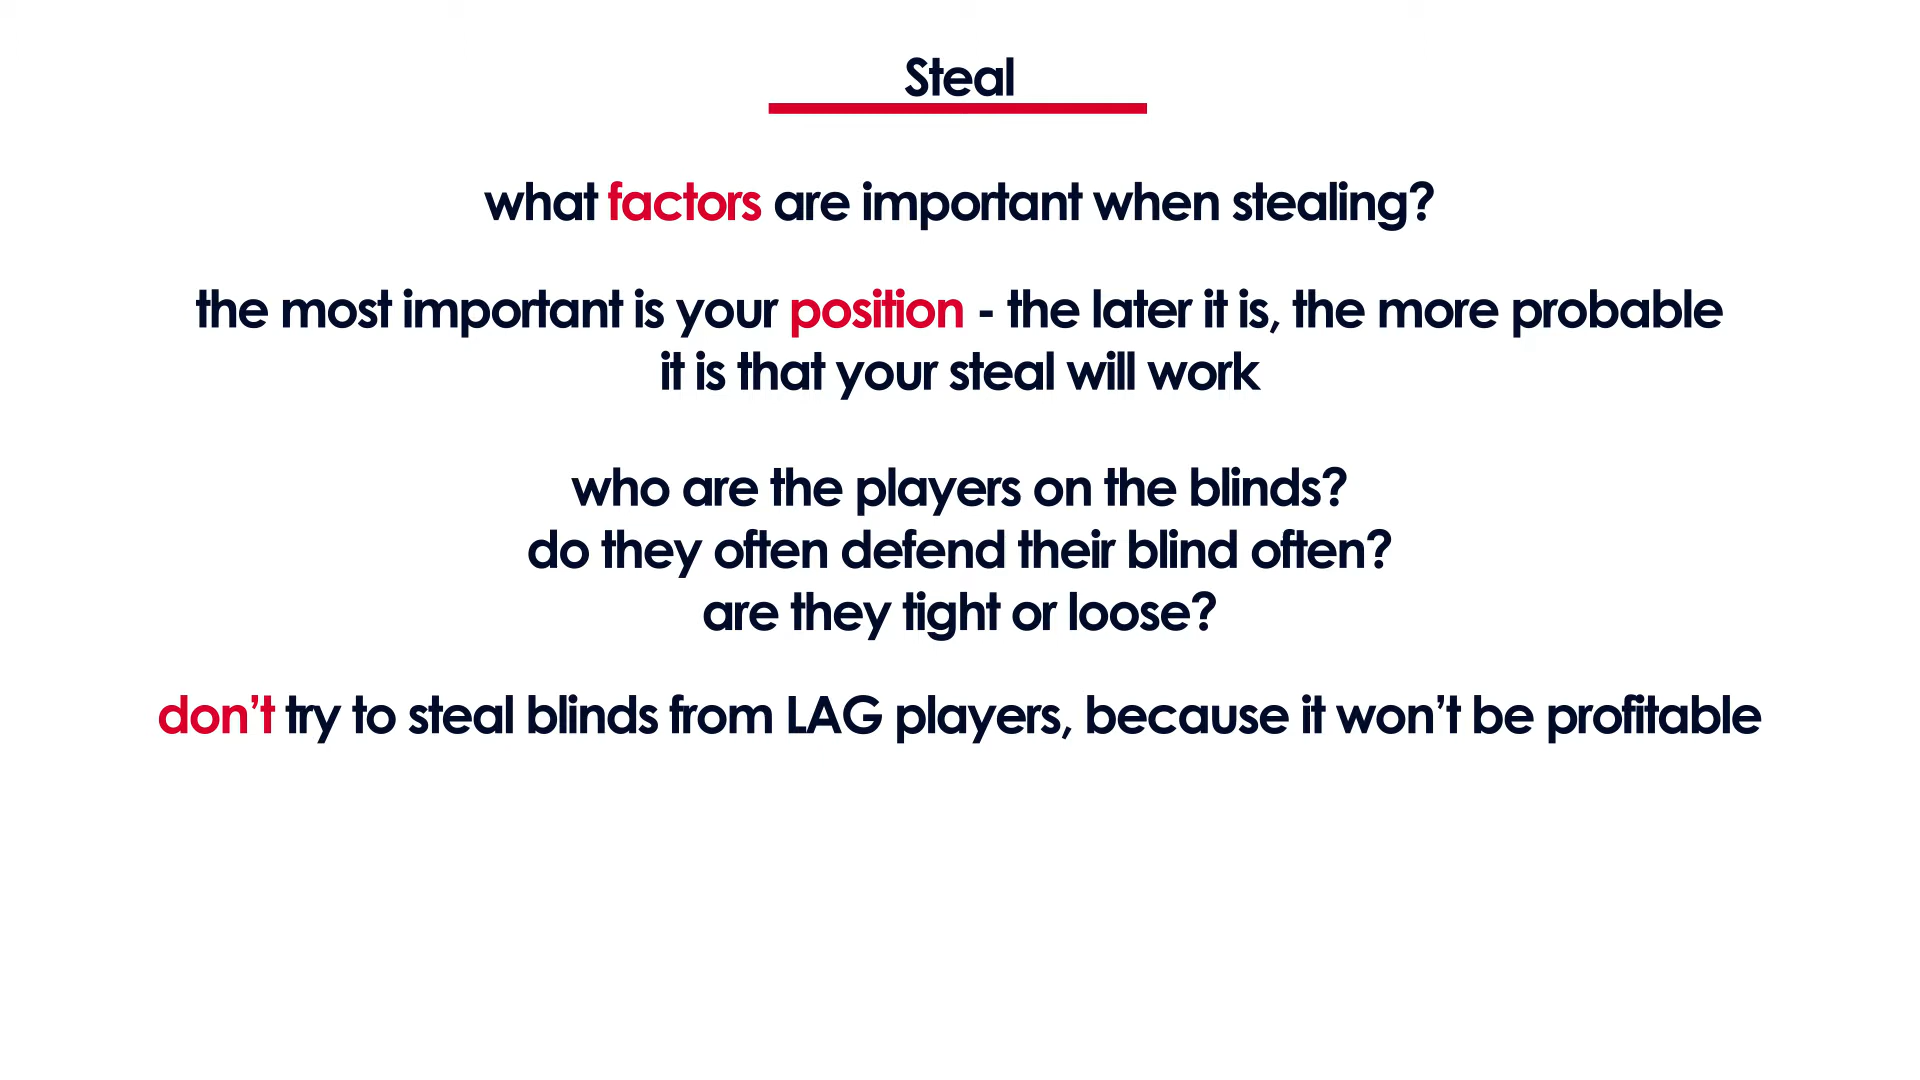 Steal
what factors are important when stealing?
the most important is your position - the later it is, the more probable
it is that your steal will work
who are the players on the blinds?
do they often defend their blind often?
are they tight or loose?
don't try to steal blinds from LAG players, because it won't be profitable